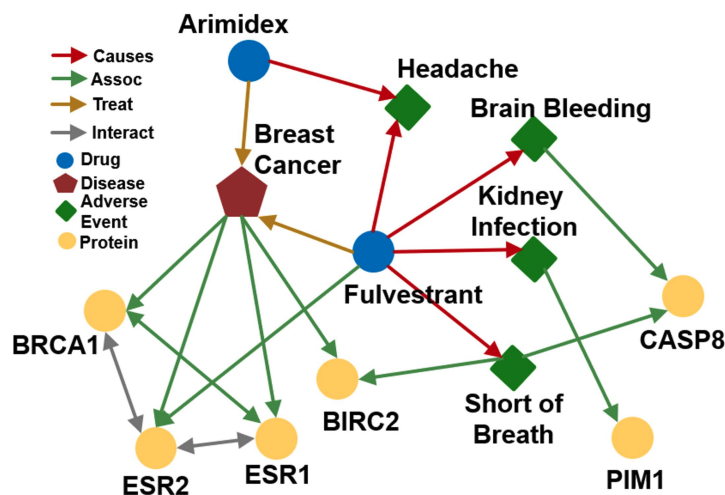 Arimidex
Causes
Assoc
Treat
Interact
Drug
Disease
Adverse
Event
Protein
Headache
Breast
Cancer
Brain Bleeding
Kidney
Infection
Fulvestrant
BRCA1
CASP8
BIRC2
Short of
Breath
ESR2
ESR1
PIM1